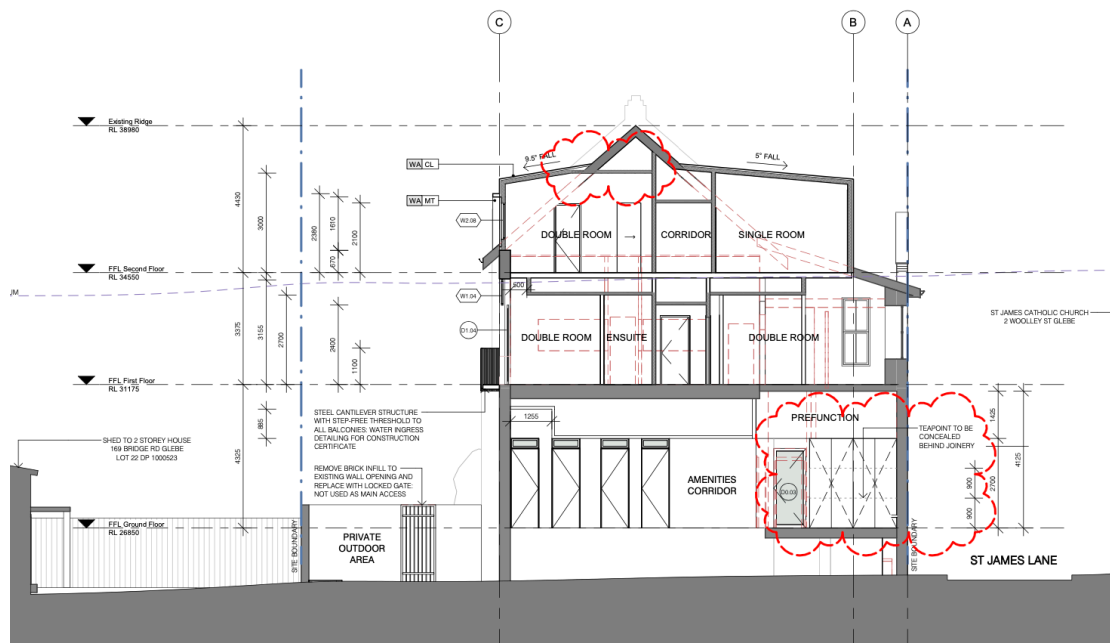 C
B
A
Existing Ridge
RL 38980
9.5° FALL
5° FALL
WA CL
WA MT
W2.08
4430
3000
2380
1610
670
2100
DOUBLE ROOM
CORRIDOR
SINGLE ROOM
FFL Second Floor
RL 34550
500
W1.04
D1.04
3375
3155
2700
2400
1100
DOUBLE ROOM
ENSUITE
DOUBLE ROOM
ST JAMES CATHOLIC CHURCH
2 WOOLLEY ST GLEBE
FFL First Floor
RL 31175
STEEL CANTILEVER STRUCTURE
WITH STEP-FREE THRESHOLD TO
ALL BALCONIES: WATER INGRESS
DETAILING FOR CONSTRUCTION
CERTIFICATE
1255
PREFUNCTION
TEAPOINT TO BE
CONCEALED
BEHIND JOINERY
1425
4125
2700
900
900
885
4325
SHED TO 2 STOREY HOUSE
169 BRIDGE RD GLEBE
LOT 22 DP 1000523
REMOVE BRICK INFILL TO
EXISTING WALL OPENING AND
REPLACE WITH LOCKED GATE:
NOT USED AS MAIN ACCESS
AMENITIES
CORRIDOR
D0.03
FFL Ground Floor
RL 26850
SITE BOUNDARY
PRIVATE
OUTDOOR
AREA
SITE BOUNDARY
ST JAMES LANE